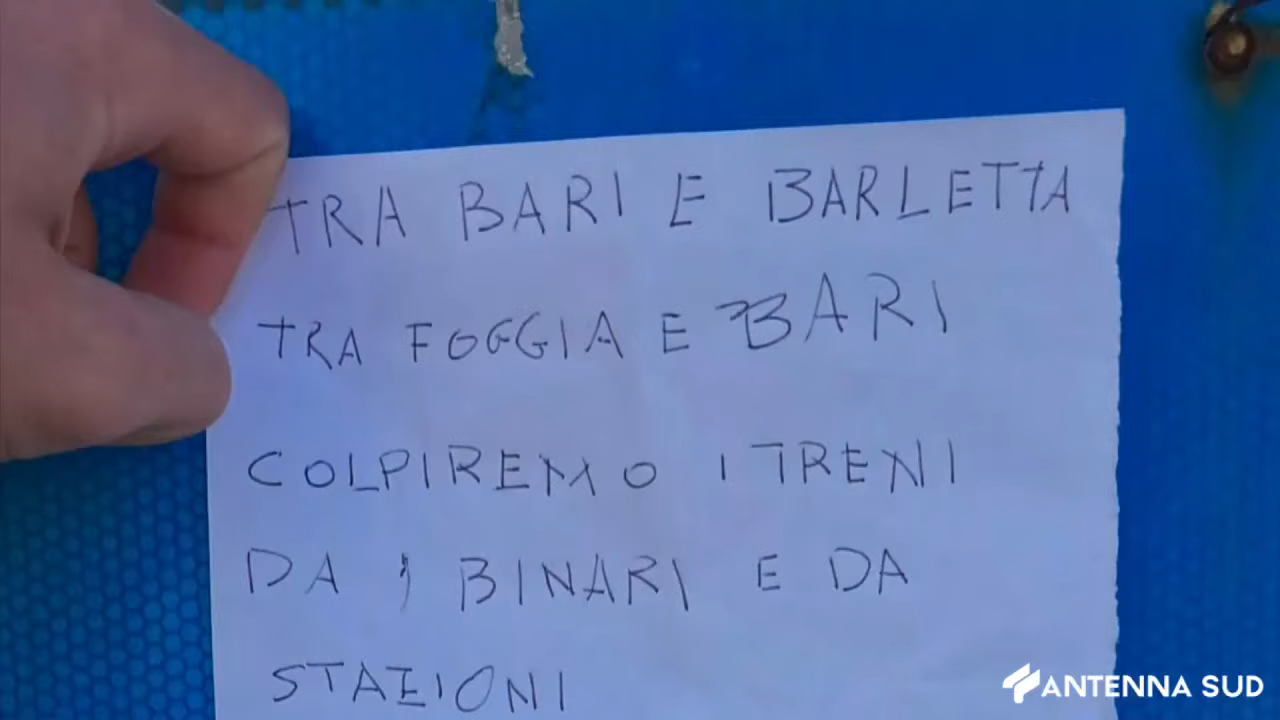 TRA BARI E BARLETTA
TRA FOGGIA E BARI
COLPIREMO I TRENI
DA I BINARI E DA
STAZIONI
ANTENNA SUD